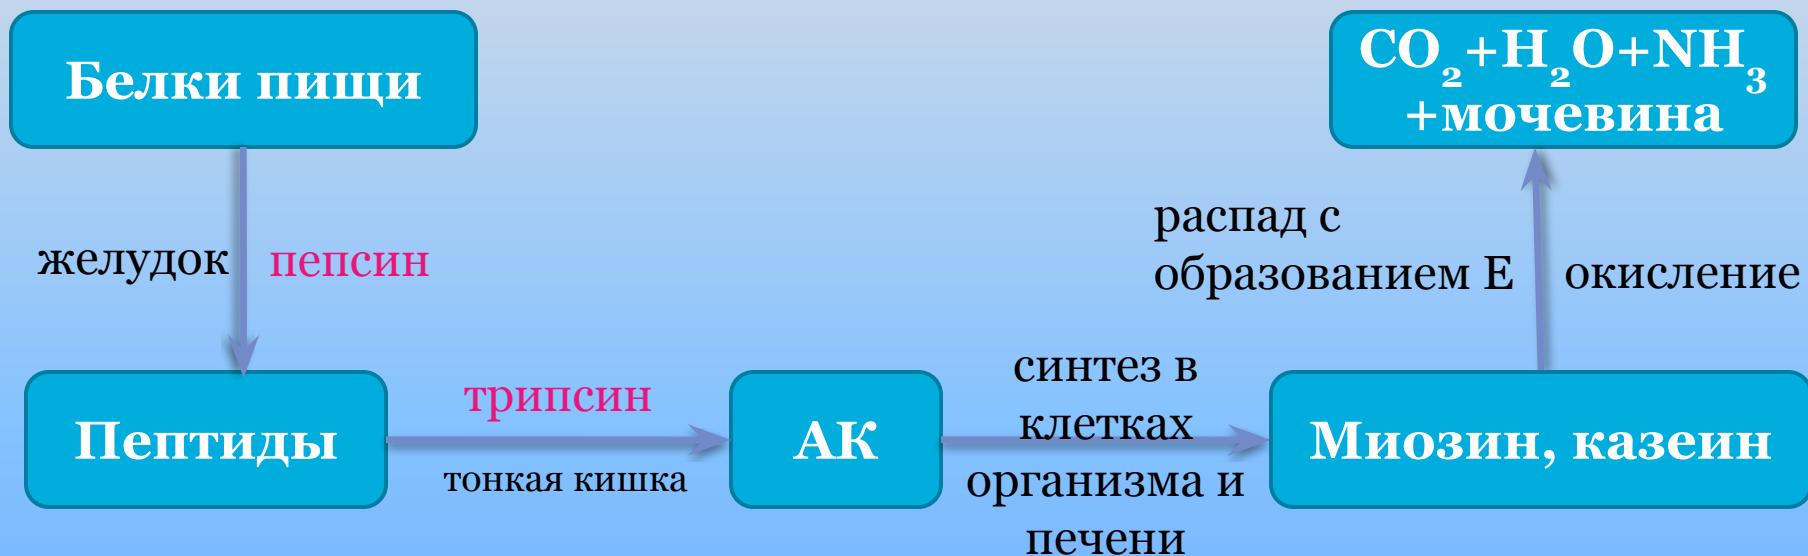 Белки пищи
желудок
пепсин
Пептиды
трипсин
тонкая кишка
АК
синтез в
клетках
организма и
печени
Миозин, казеин
распад с
образованием Е
окисление
CO₂+H₂O+NH₃
+мочевина